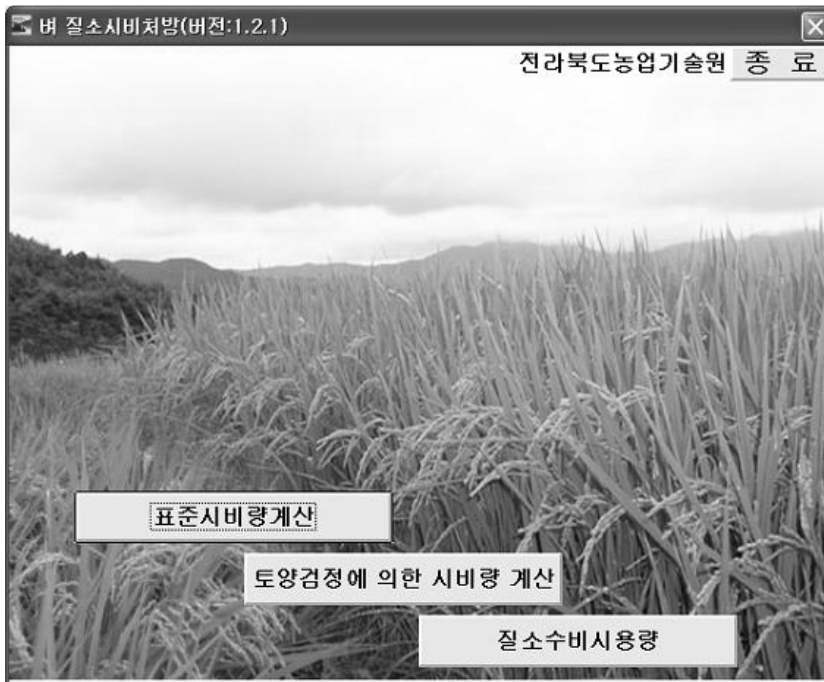 벼 질소시비처방(버전:1.2.1)
전라북도농업기술원 종 료
표준시비량계산
토양검정에 의한 시비량 계산
질소수비시용량